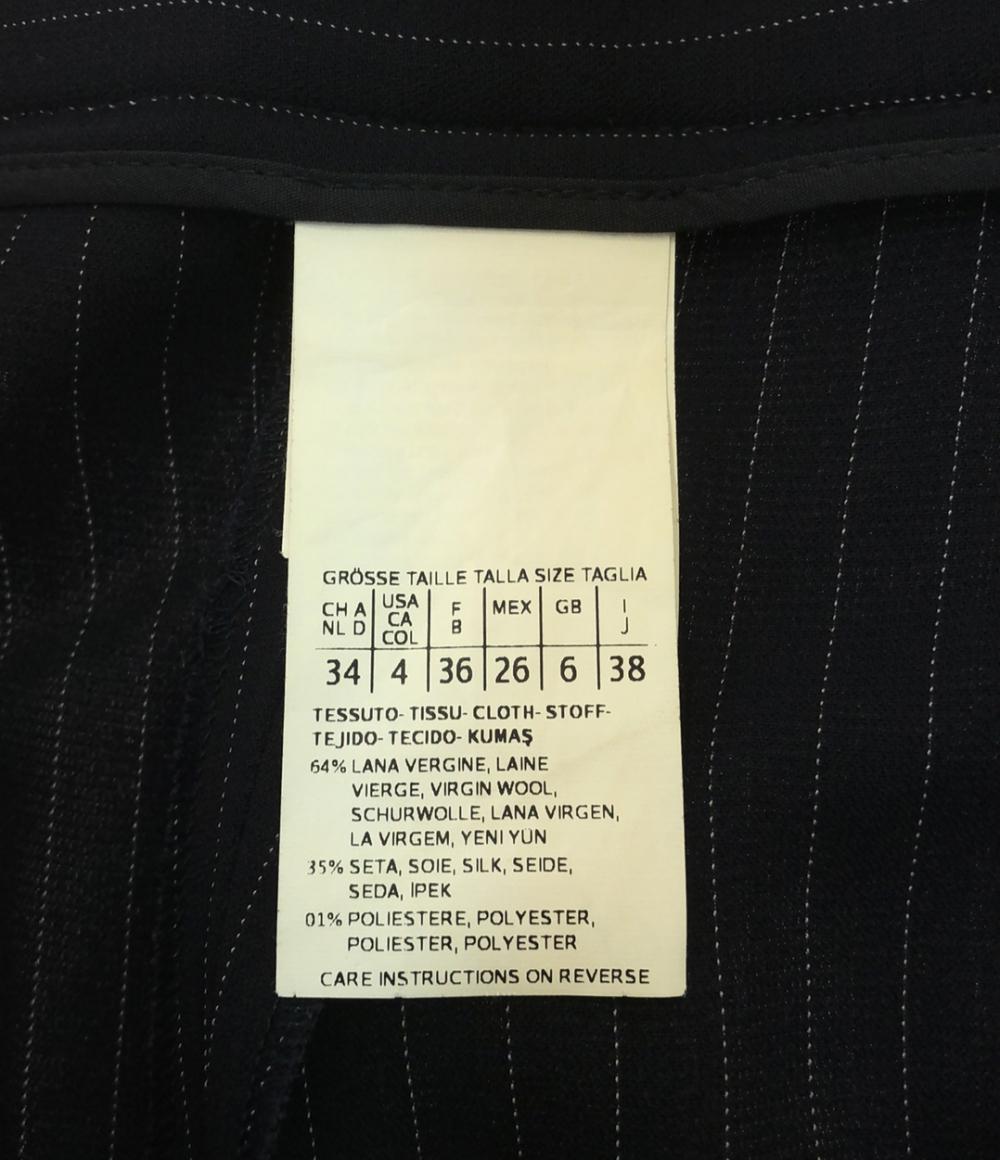 GRÖSSE TAILLE TALLA SIZE TAGLIA
CH A NL D | USA CA COL | F B | MEX | GB | I J
34 | 4 | 36 | 26 | 6 | 38
TESSUTO- TISSU- CLOTH- STOFF-
TEJIDO- TECIDO- KUMAŞ
64% LANA VERGINE, LAINE
VIERGE, VIRGIN WOOL,
SCHURWOLLE, LANA VIRGEN,
LA VIRGEM, YENI YÜN
35% SETA, SOIE, SILK, SEIDE,
SEDA, İPEK
01% POLIESTERE, POLYESTER,
POLIESTER, POLYESTER
CARE INSTRUCTIONS ON REVERSE